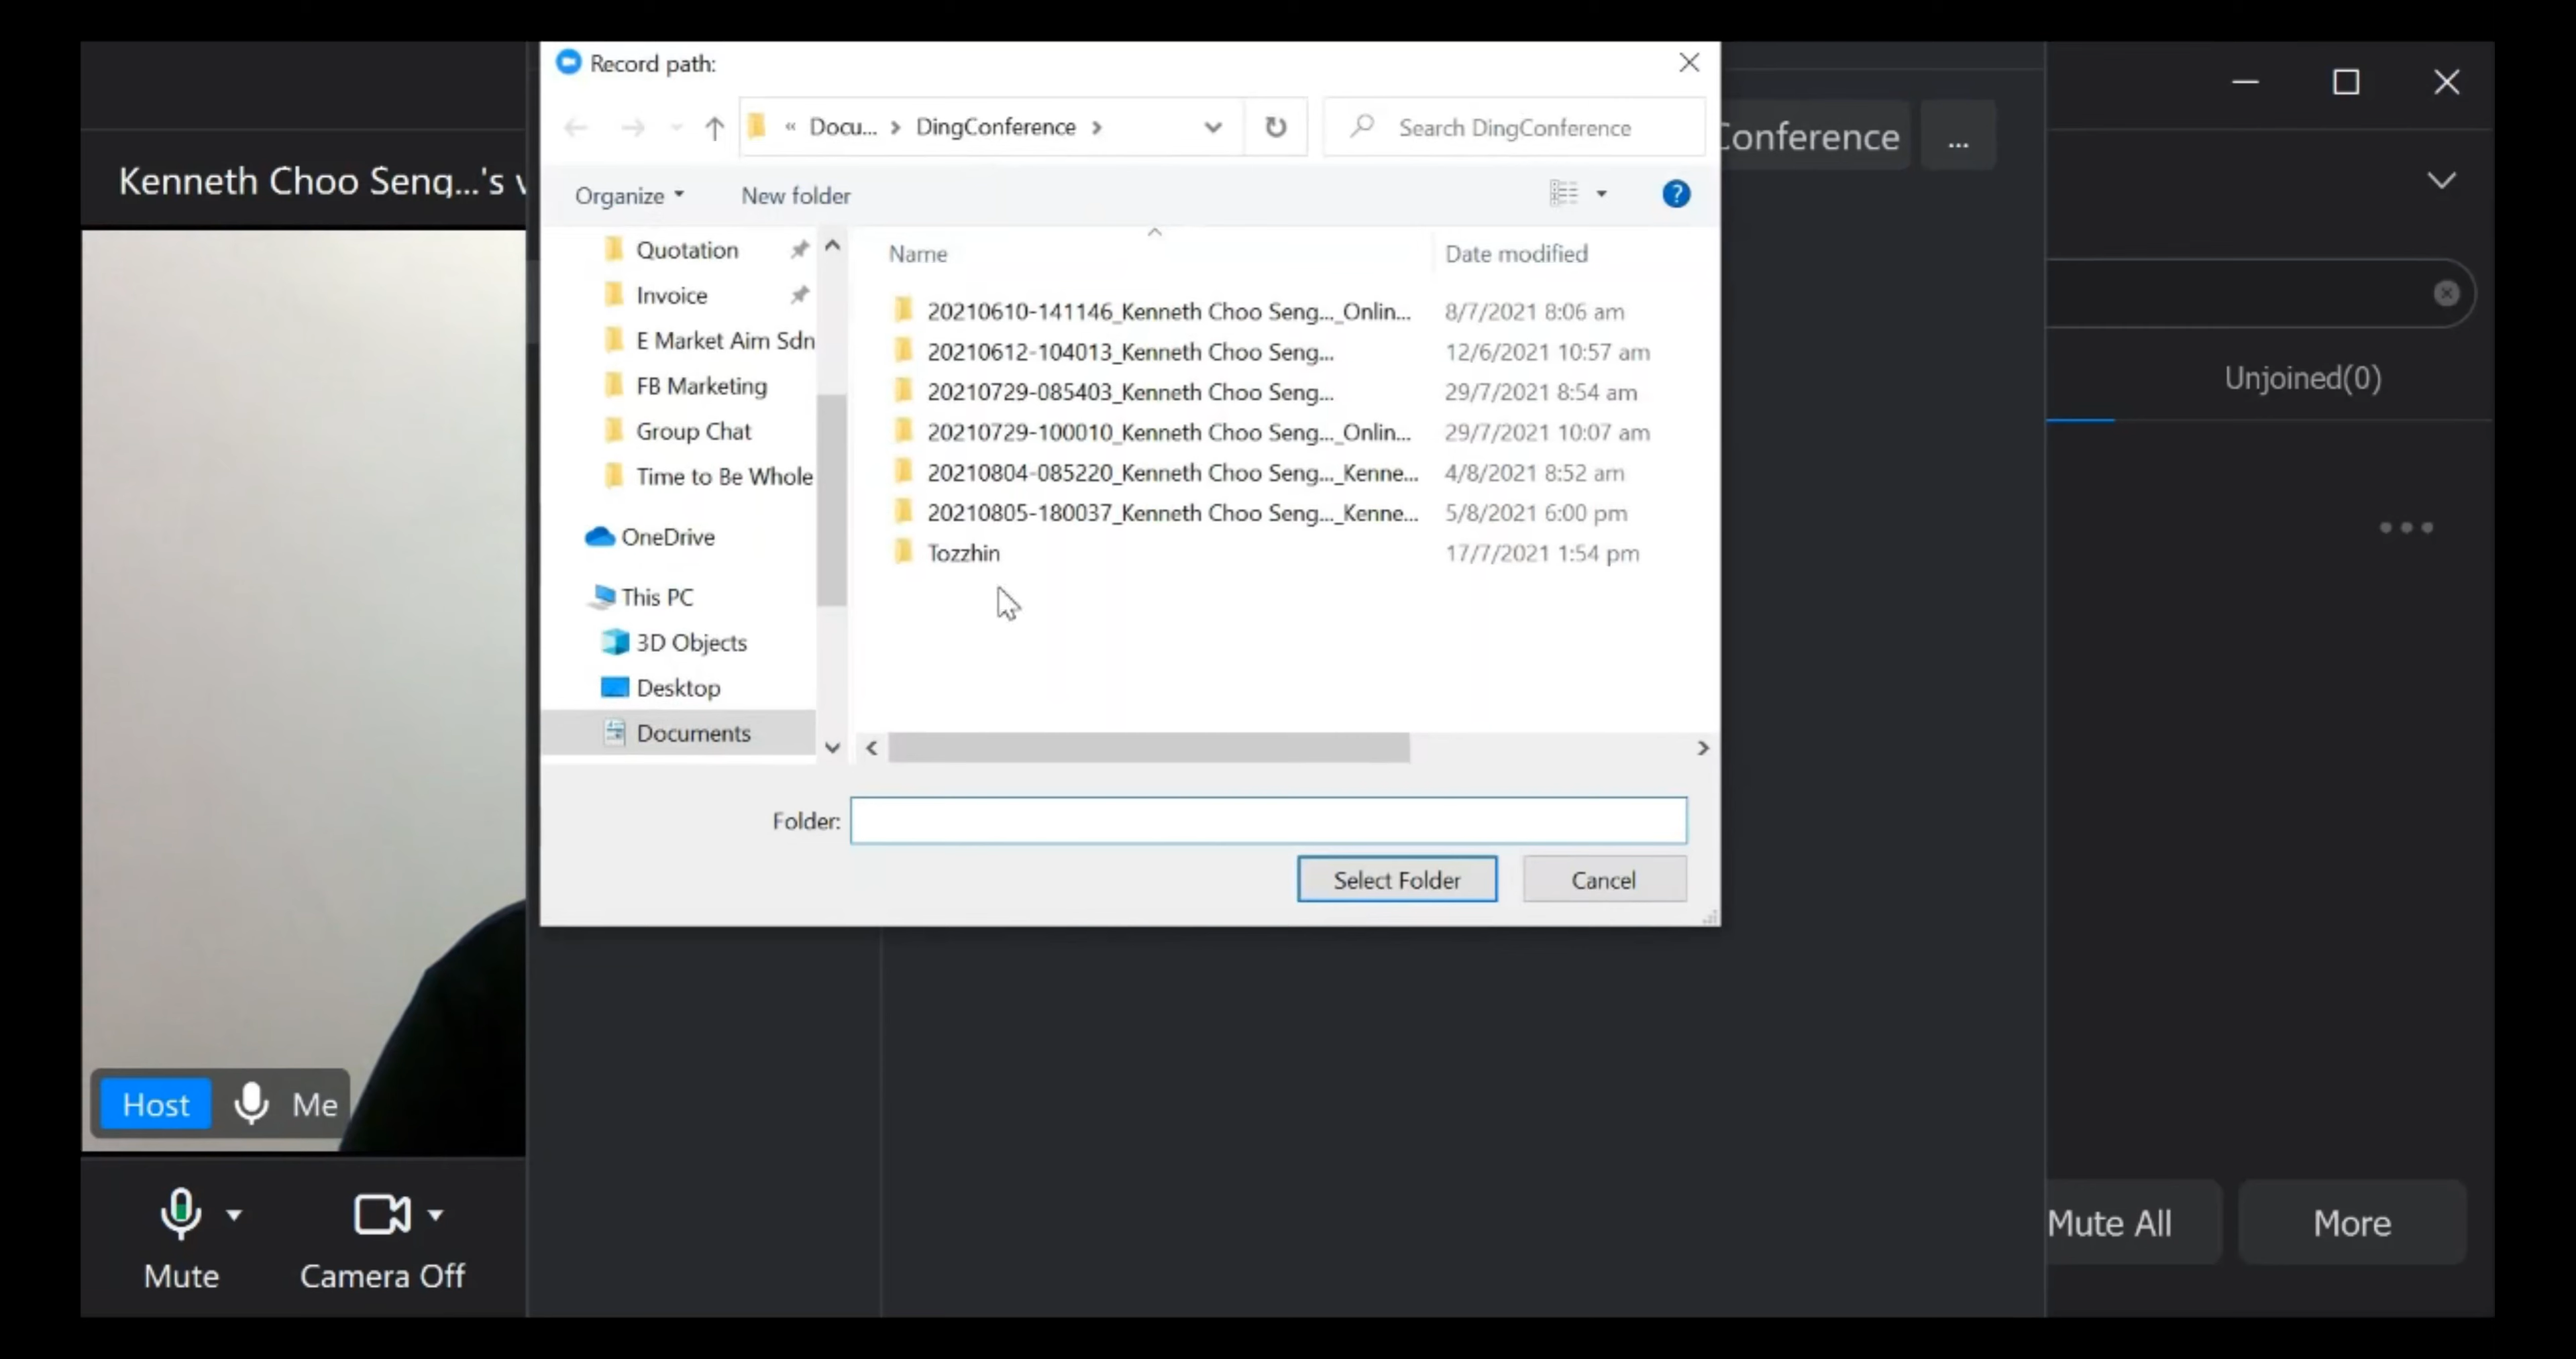 Record path:
« Docu... > DingConference >
Search DingConference
Conference
...
Kenneth Choo Seng...'s v
Organize
New folder
?
Quotation
Invoice
E Market Aim Sdn
FB Marketing
Group Chat
Time to Be Whole
OneDrive
This PC
3D Objects
Desktop
Documents
Name Date modified
20210610-141146_Kenneth Choo Seng..._Onlin... 8/7/2021 8:06 am
20210612-104013_Kenneth Choo Seng... 12/6/2021 10:57 am
20210729-085403_Kenneth Choo Seng... 29/7/2021 8:54 am
20210729-100010_Kenneth Choo Seng..._Onlin... 29/7/2021 10:07 am
20210804-085220_Kenneth Choo Seng..._Kenne... 4/8/2021 8:52 am
20210805-180037_Kenneth Choo Seng..._Kenne... 5/8/2021 6:00 pm
Tozzhin 17/7/2021 1:54 pm
Unjoined(0)
Folder:
Select Folder
Cancel
Host Me
Mute
Camera Off
Mute All
More